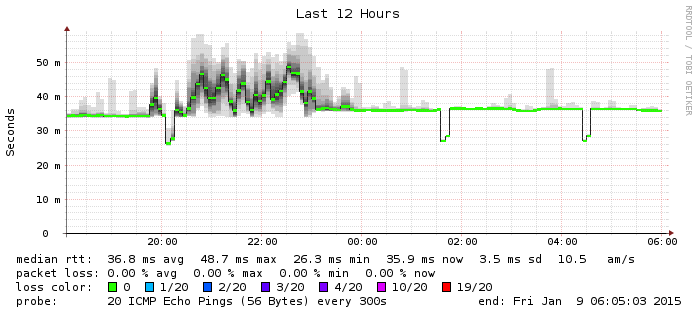 Last 12 Hours
RRDTOOL / TOBI OETIKER
Seconds
50 m
40 m
30 m
20 m
10 m
0
20:00 22:00 00:00 02:00 04:00 06:00
median rtt: 36.8 ms avg 48.7 ms max 26.3 ms min 35.9 ms now 3.5 ms sd 10.5 am/s
packet loss: 0.00 % avg 0.00 % max 0.00 % min 0.00 % now
loss color: 0 1/20 2/20 3/20 4/20 10/20 19/20
probe: 20 ICMP Echo Pings (56 Bytes) every 300s end: Fri Jan 9 06:05:03 2015